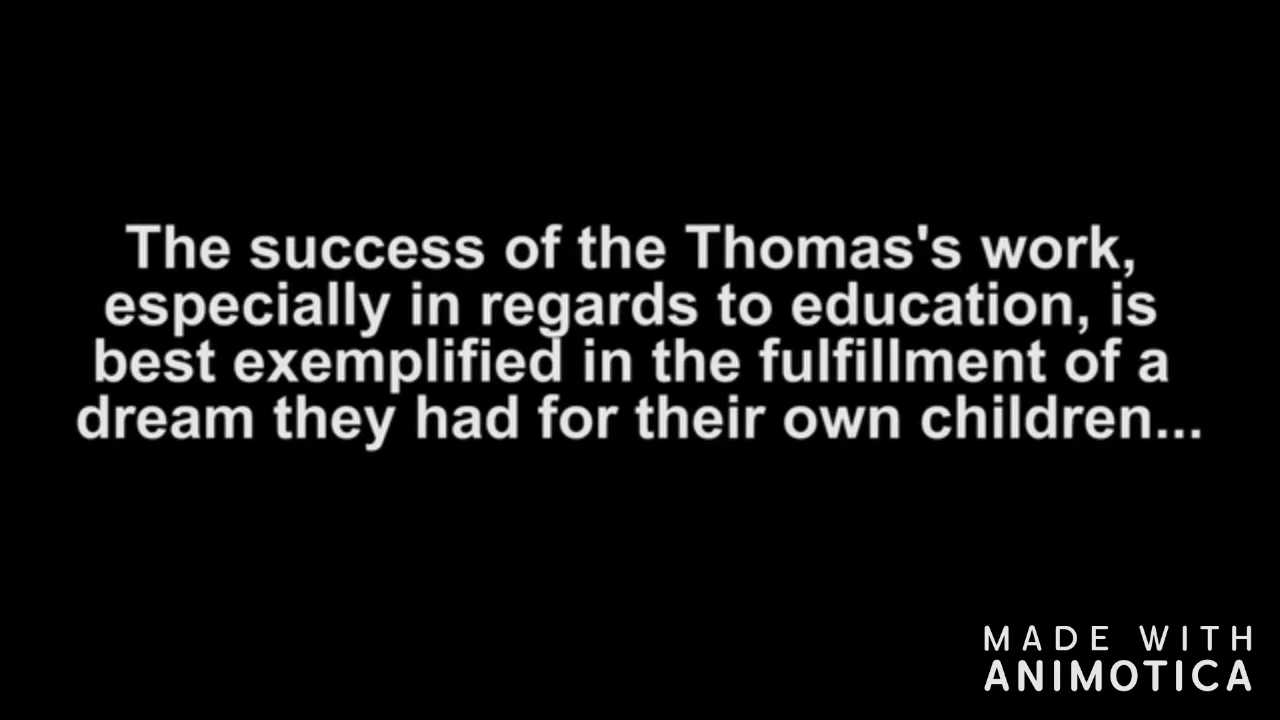 The success of the Thomas's work,
especially in regards to education, is
best exemplified in the fulfillment of a
dream they had for their own children...
MADE WITH
ANIMOTICA